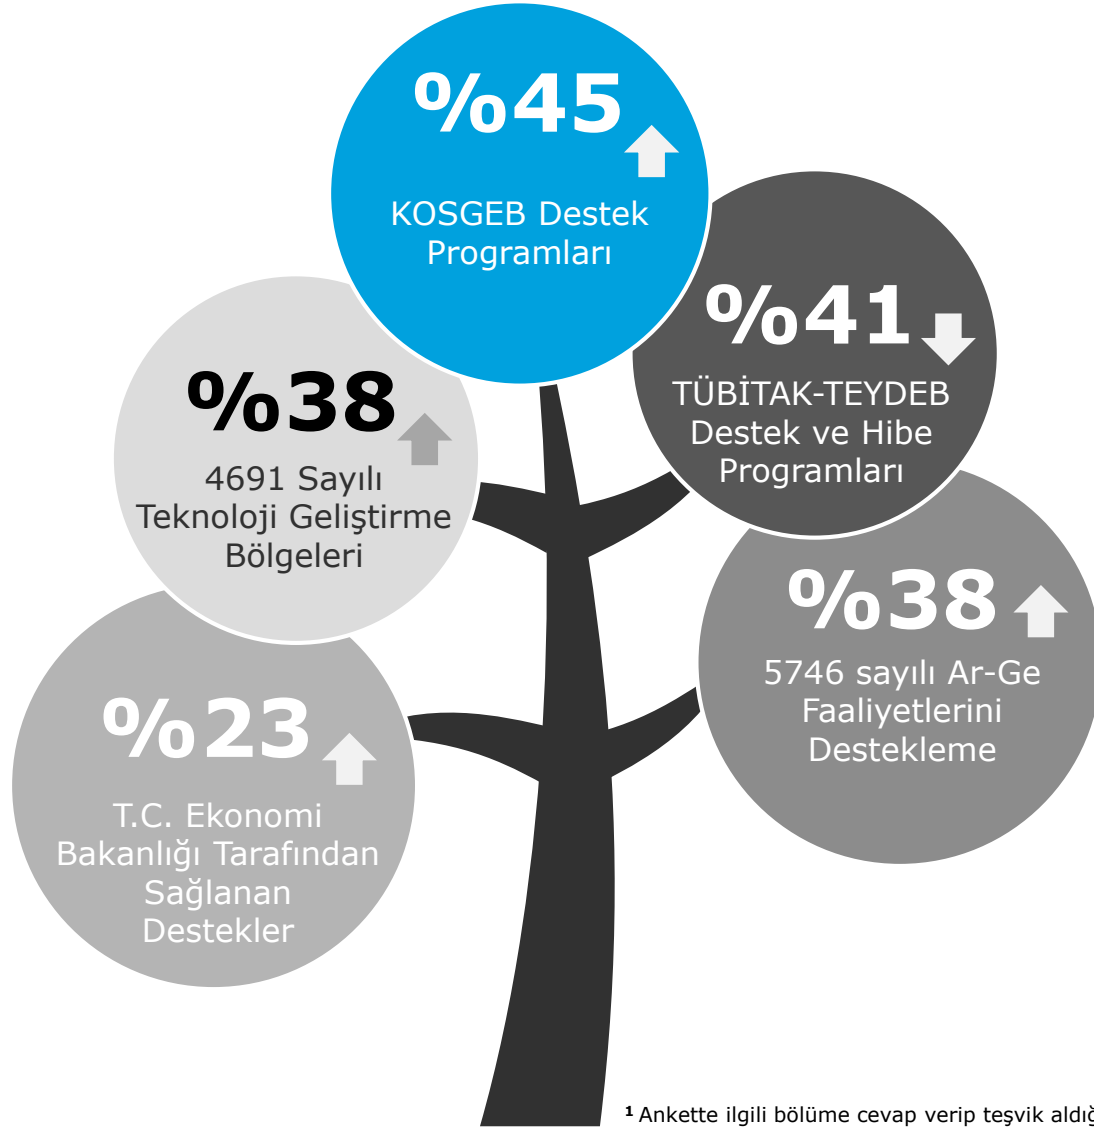 %45
KOSGEB Destek
Programları
%41
TÜBİTAK-TEYDEB
Destek ve Hibe
Programları
%38
4691 Sayılı
Teknoloji Geliştirme
Bölgeleri
%38
5746 sayılı Ar-Ge
Faaliyetlerini
Destekleme
%23
T.C. Ekonomi
Bakanlığı Tarafından
Sağlanan
Destekler
1 Ankette ilgili bölüme cevap verip teşvik